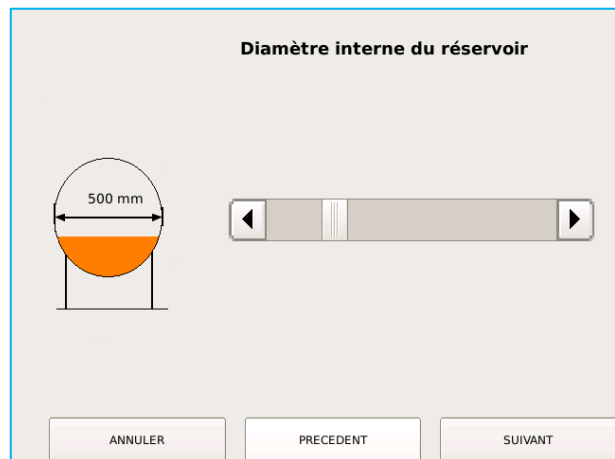 Diamètre interne du réservoir
500 mm
ANNULER
PRECEDENT
SUIVANT